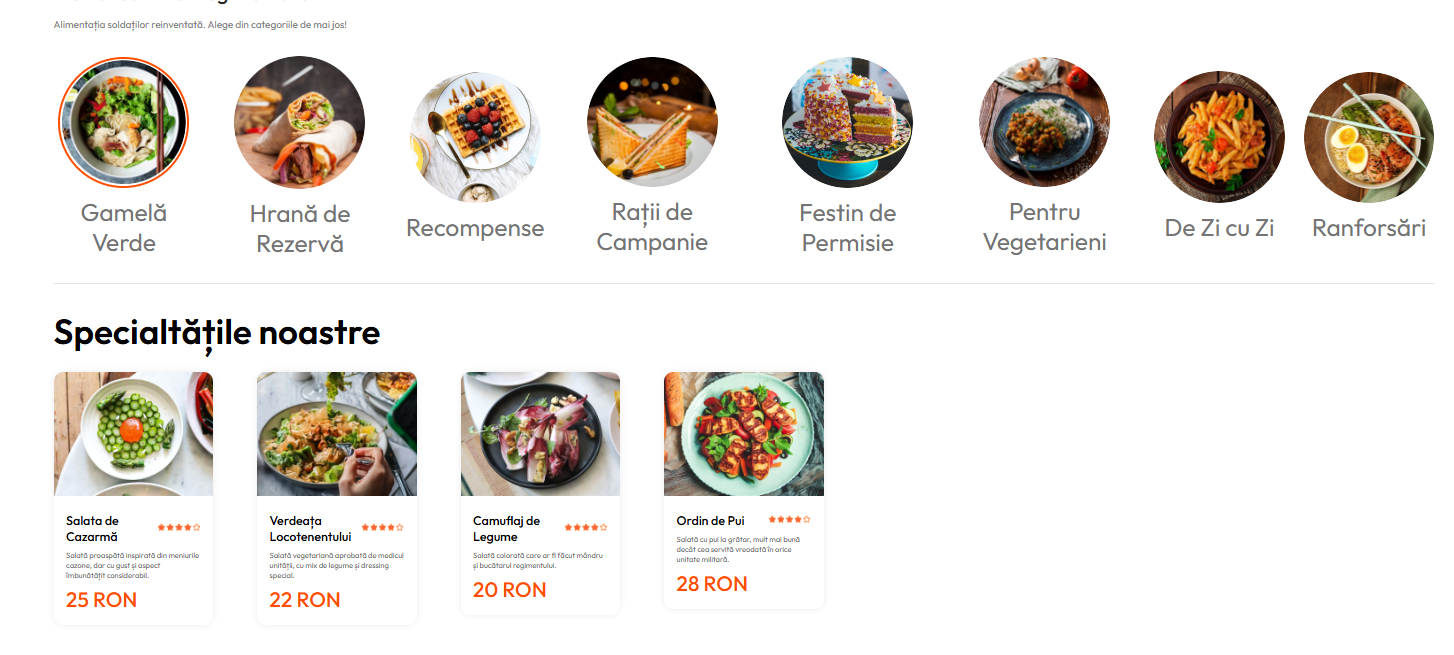 Alimentația soldaților reinventată. Alege din categoriile de mai jos!
Gamelă
Verde
Hrană de
Rezervă
Recompense
Rații de
Campanie
Festin de
Permisie
Pentru
Vegetarieni
De Zi cu Zi
Ranforsări
Specialtățile noastre
Salata de
Cazarmă
Salată proaspătă inspirată din meniurile
cazone, dar cu gust și aspect
îmbunătățit considerabil.
25 RON
Verdeața
Locotenentului
Salată vegetariană aprobată de medicul
unității, cu mix de legume și dressing
special.
22 RON
Camuflaj de
Legume
Salată colorată care ar fi făcut mândru
și bucătarul regimentului.
20 RON
Ordin de Pui
Salată cu pui la grătar, mult mai bună
decât cea servită vreodată în orice
unitate militară.
28 RON